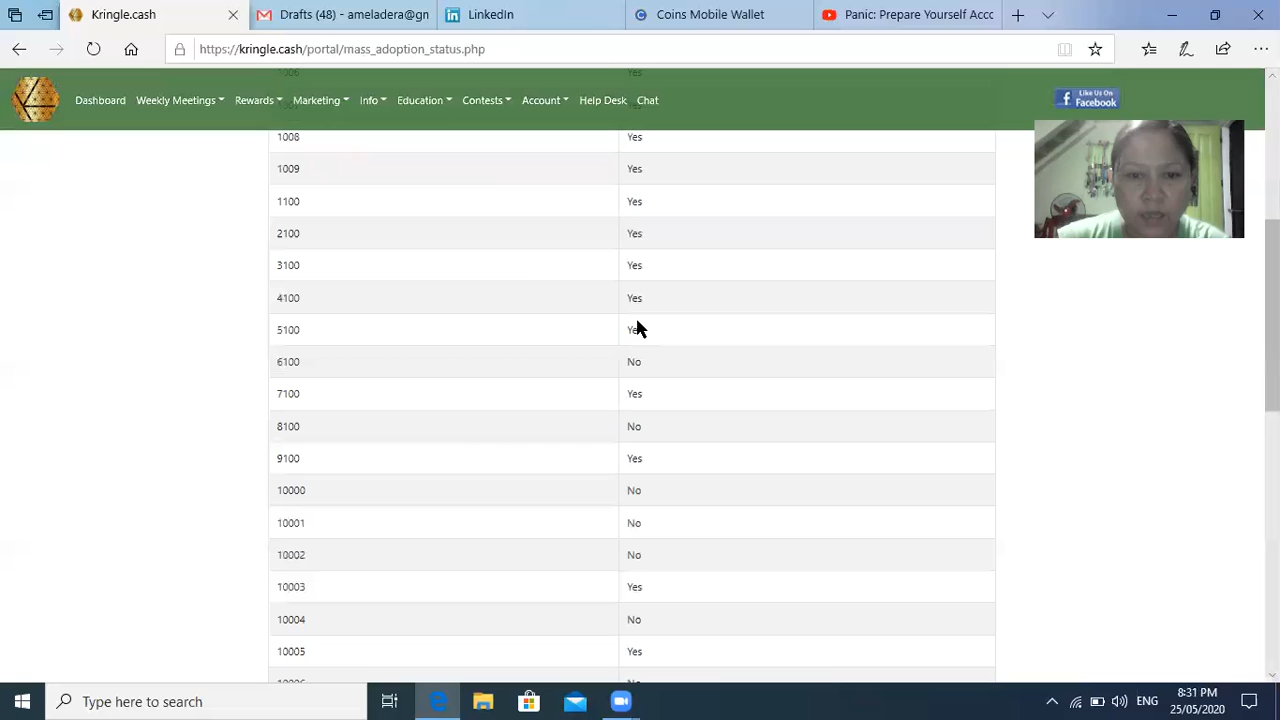 Kringle.cash
Drafts (48) - ameladera@gn
LinkedIn
Coins Mobile Wallet
Panic: Prepare Yourself Accc
https://kringle.cash/portal/mass_adoption_status.php
1006 Yes
Dashboard Weekly Meetings Rewards Marketing Info Education Contests Account Help Desk Chat
Like Us On
Facebook
1008 Yes
1009 Yes
1100 Yes
2100 Yes
3100 Yes
4100 Yes
5100 Yes
6100 No
7100 Yes
8100 No
9100 Yes
10000 No
10001 No
10002 No
10003 Yes
10004 No
10005 Yes
Type here to search
ENG
8:31 PM
25/05/2020